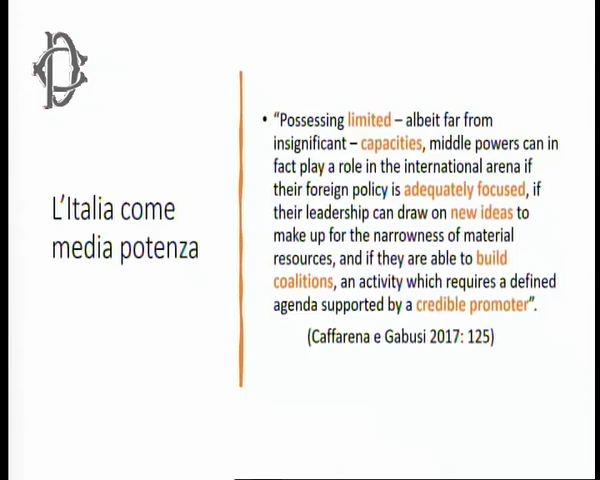 L'Italia come
media potenza
• "Possessing limited – albeit far from
insignificant – capacities, middle powers can in
fact play a role in the international arena if
their foreign policy is adequately focused, if
their leadership can draw on new ideas to
make up for the narrowness of material
resources, and if they are able to build
coalitions, an activity which requires a defined
agenda supported by a credible promoter".
(Caffarena e Gabusi 2017: 125)